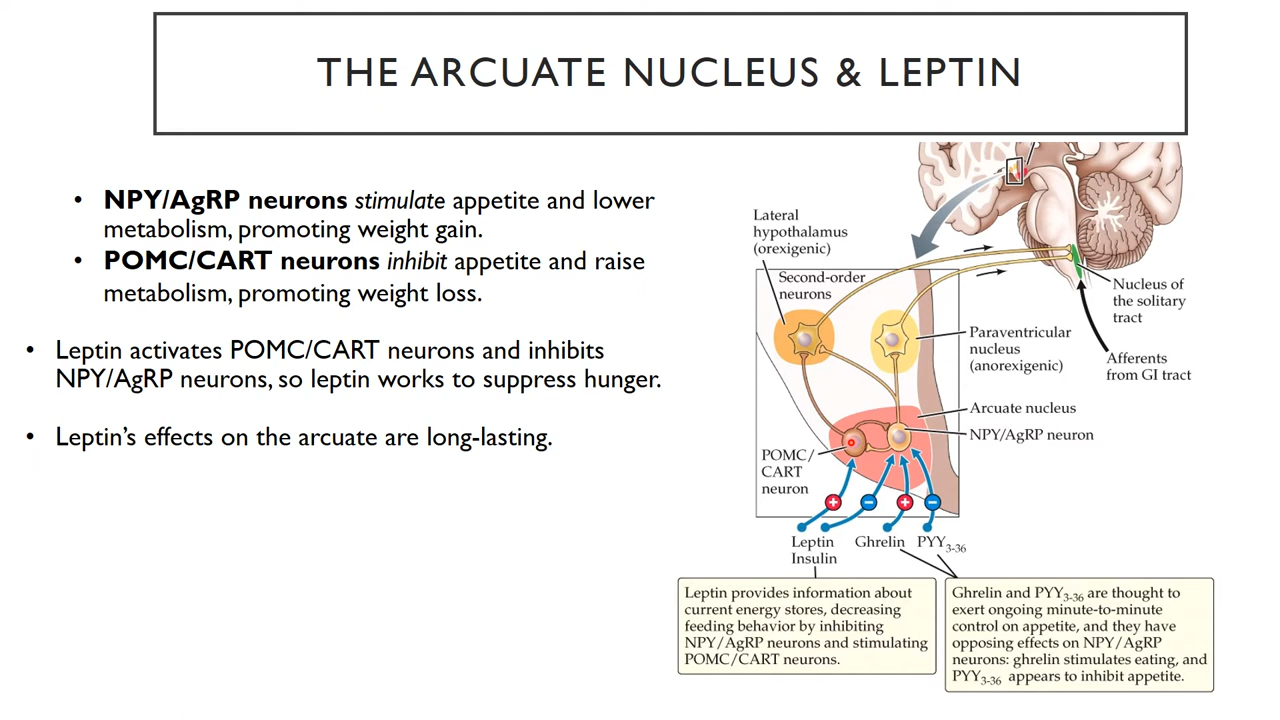 THE ARCUATE NUCLEUS & LEPTIN
• NPY/AgRP neurons stimulate appetite and lower
metabolism, promoting weight gain.
• POMC/CART neurons inhibit appetite and raise
metabolism, promoting weight loss.
• Leptin activates POMC/CART neurons and inhibits
NPY/AgRP neurons, so leptin works to suppress hunger.
• Leptin’s effects on the arcuate are long-lasting.
Lateral
hypothalamus
(orexigenic)
Second-order
neurons
Nucleus of
the solitary
tract
Paraventricular
nucleus
(anorexigenic)
Afferents
from GI tract
Arcuate nucleus
NPY/AgRP neuron
POMC/
CART
neuron
+ − + −
Leptin
Insulin
Ghrelin
PYY3-36
Leptin provides information about
current energy stores, decreasing
feeding behavior by inhibiting
NPY/AgRP neurons and stimulating
POMC/CART neurons.
Ghrelin and PYY3-36 are thought to
exert ongoing minute-to-minute
control on appetite, and they have
opposing effects on NPY/AgRP
neurons: ghrelin stimulates eating, and
PYY3-36 appears to inhibit appetite.